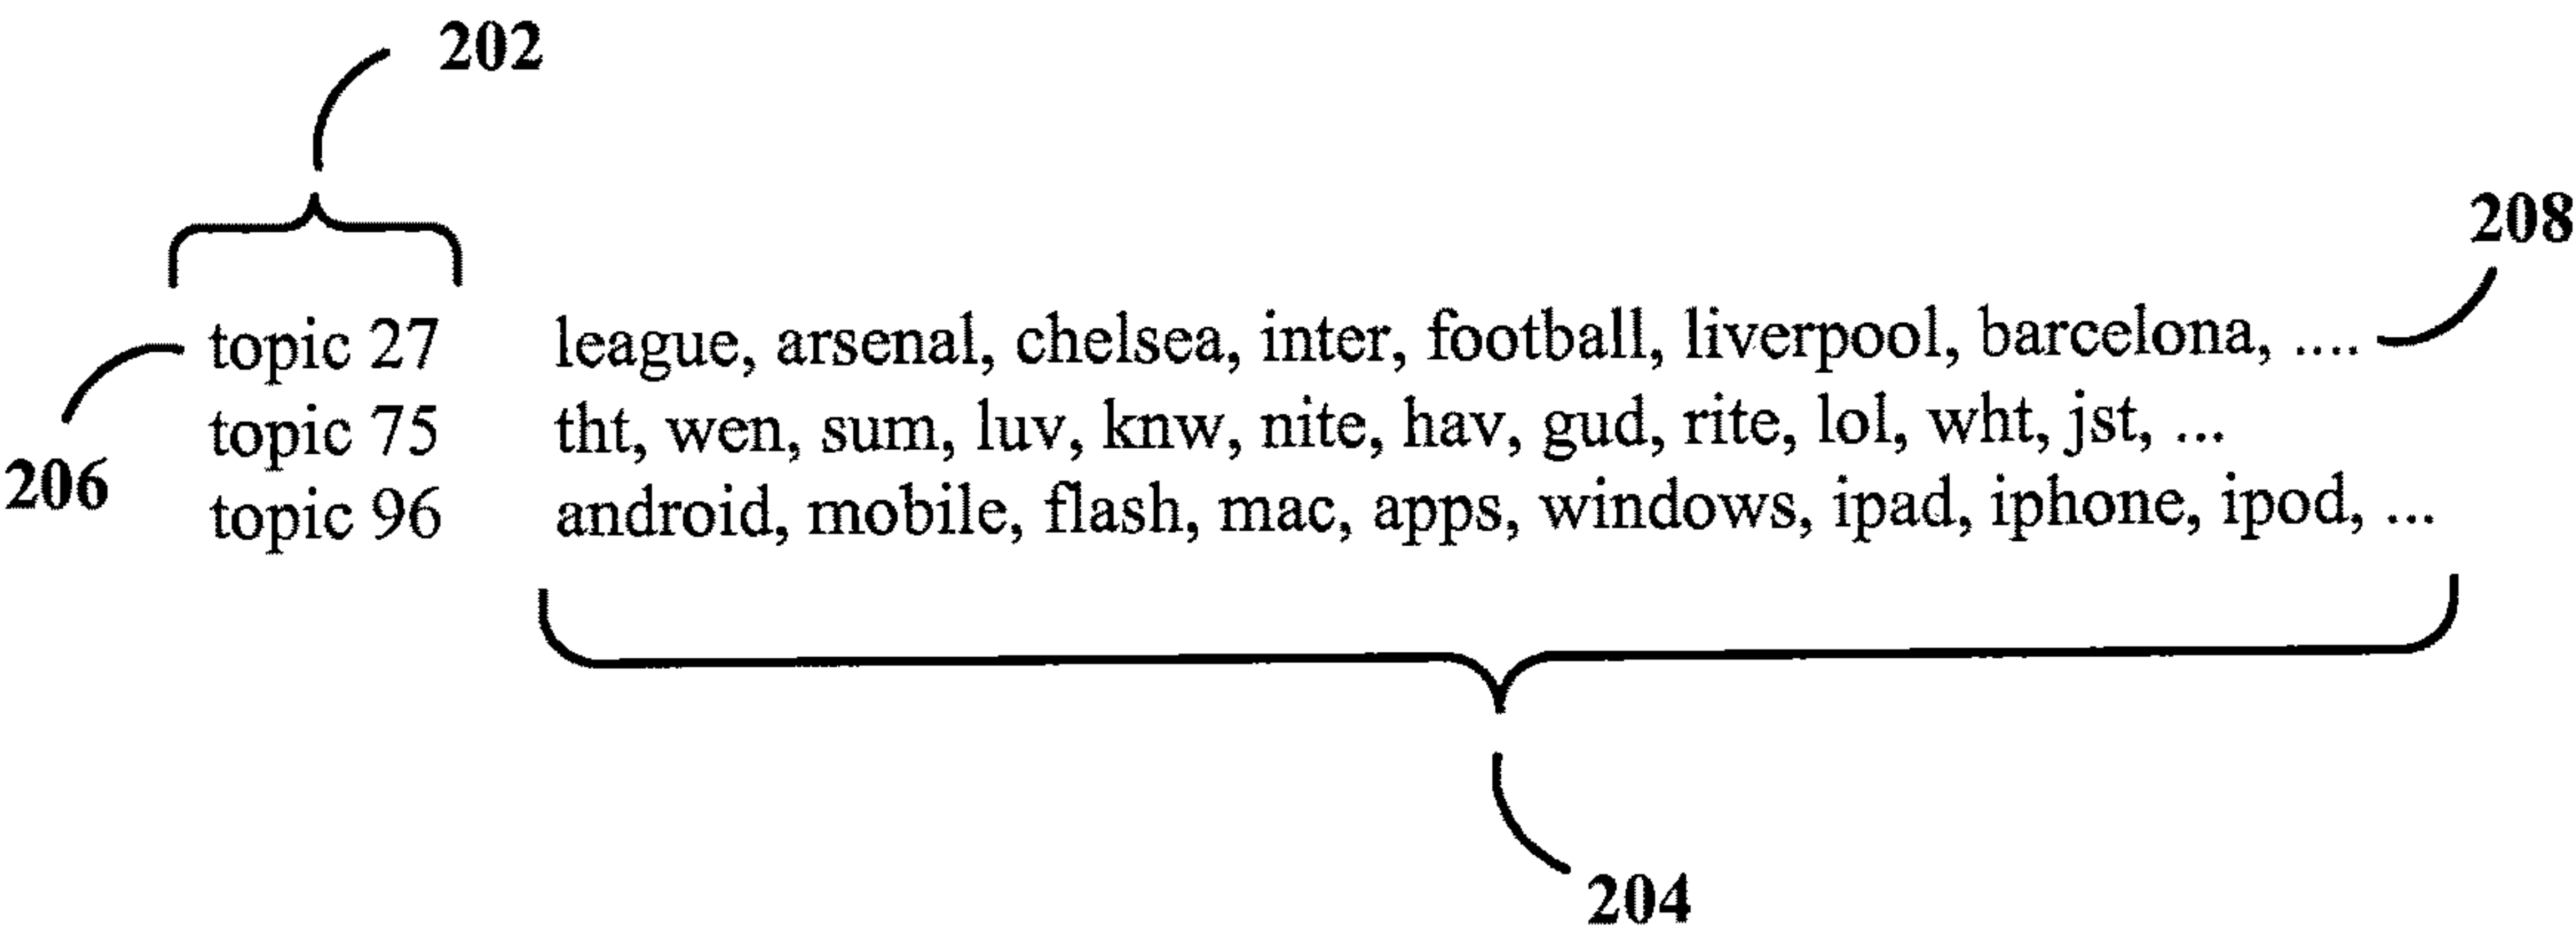 202
208
topic 27 league, arsenal, chelsea, inter, football, liverpool, barcelona, ....
topic 75 tht, wen, sum, luv, knw, nite, hav, gud, rite, lol, wht, jst, ...
206
topic 96 android, mobile, flash, mac, apps, windows, ipad, iphone, ipod, ...
204